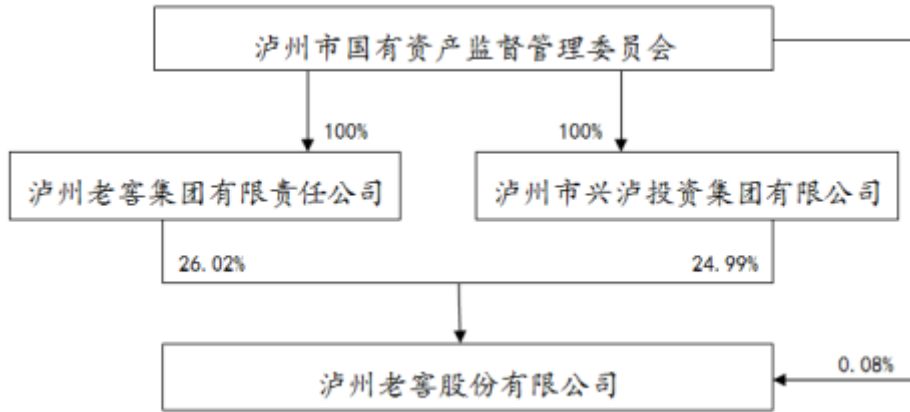 泸州市国有资产监督管理委员会
100%
100%
泸州老窖集团有限责任公司
泸州市兴泸投资集团有限公司
26.02%
24.99%
泸州老窖股份有限公司
0.08%